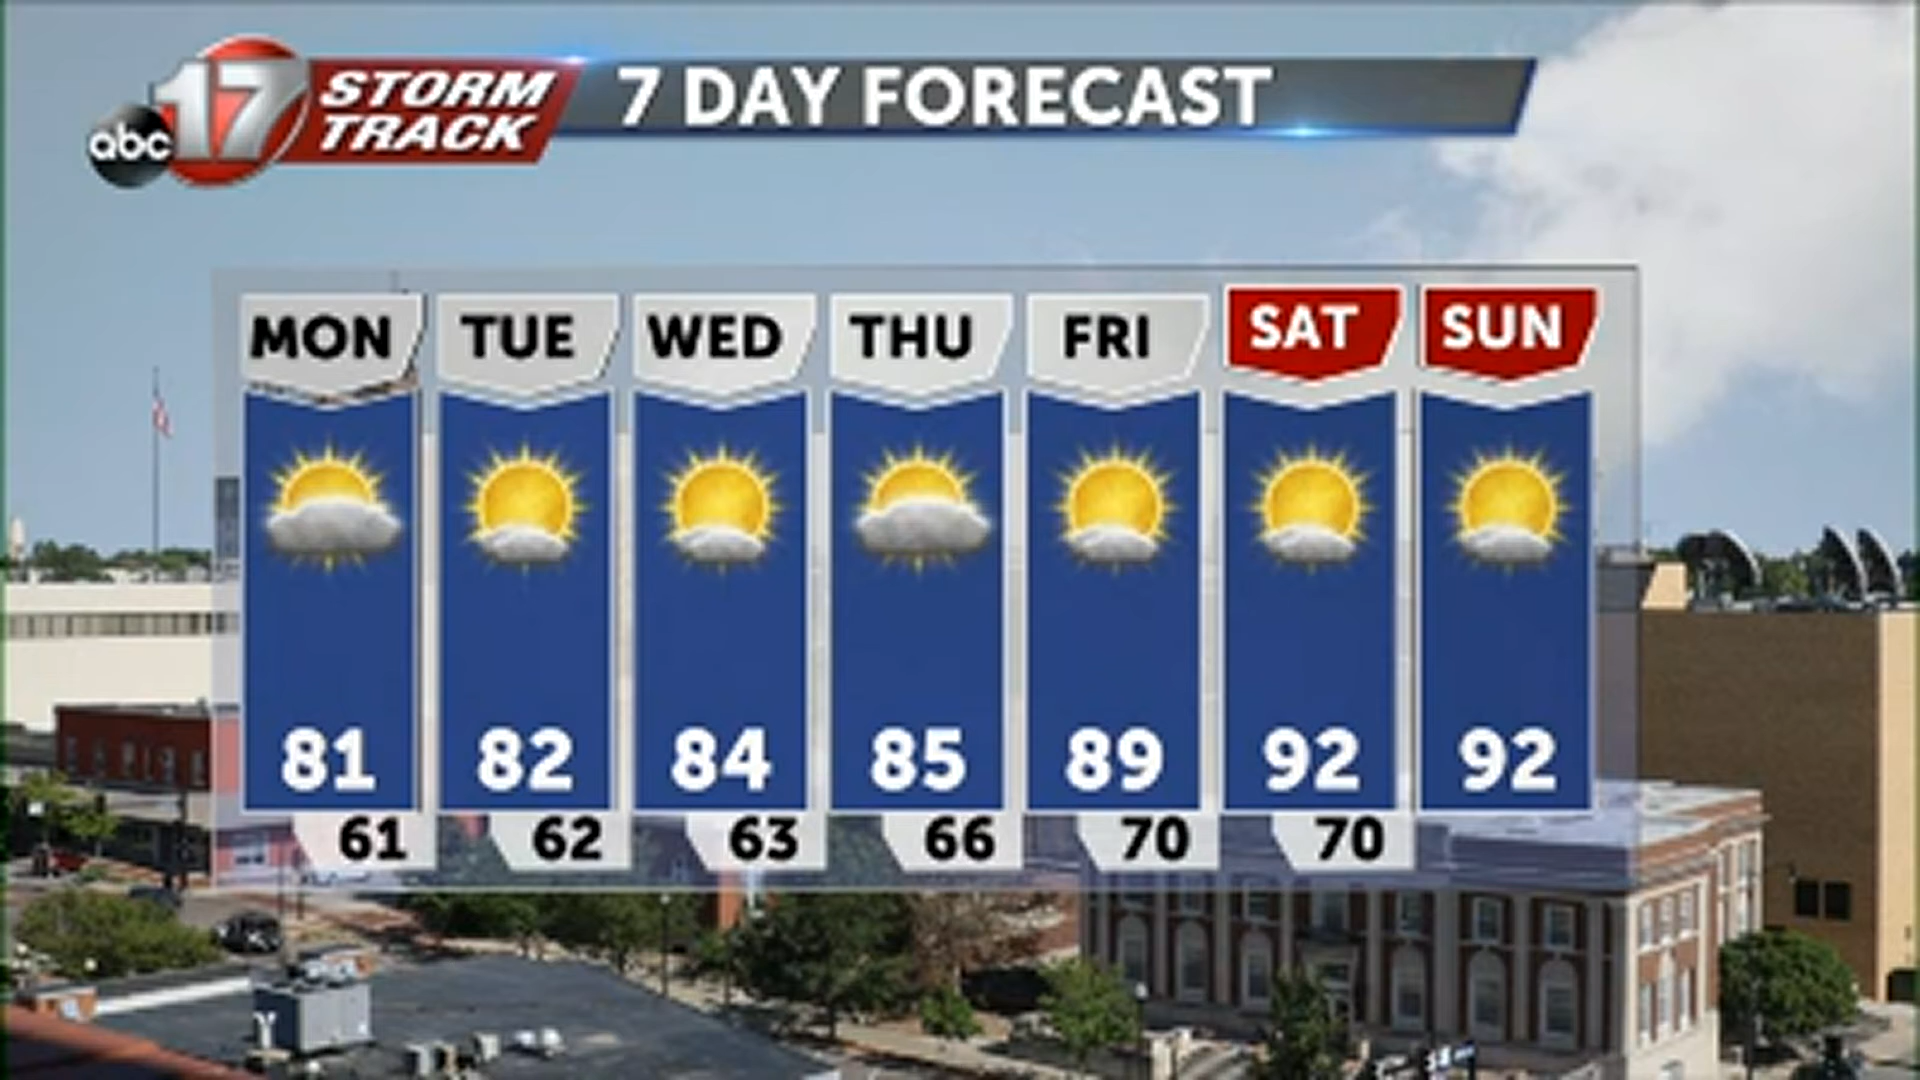 abc 17 STORM TRACK
7 DAY FORECAST
MON TUE WED THU FRI SAT SUN
81 82 84 85 89 92 92
61 62 63 66 70 70